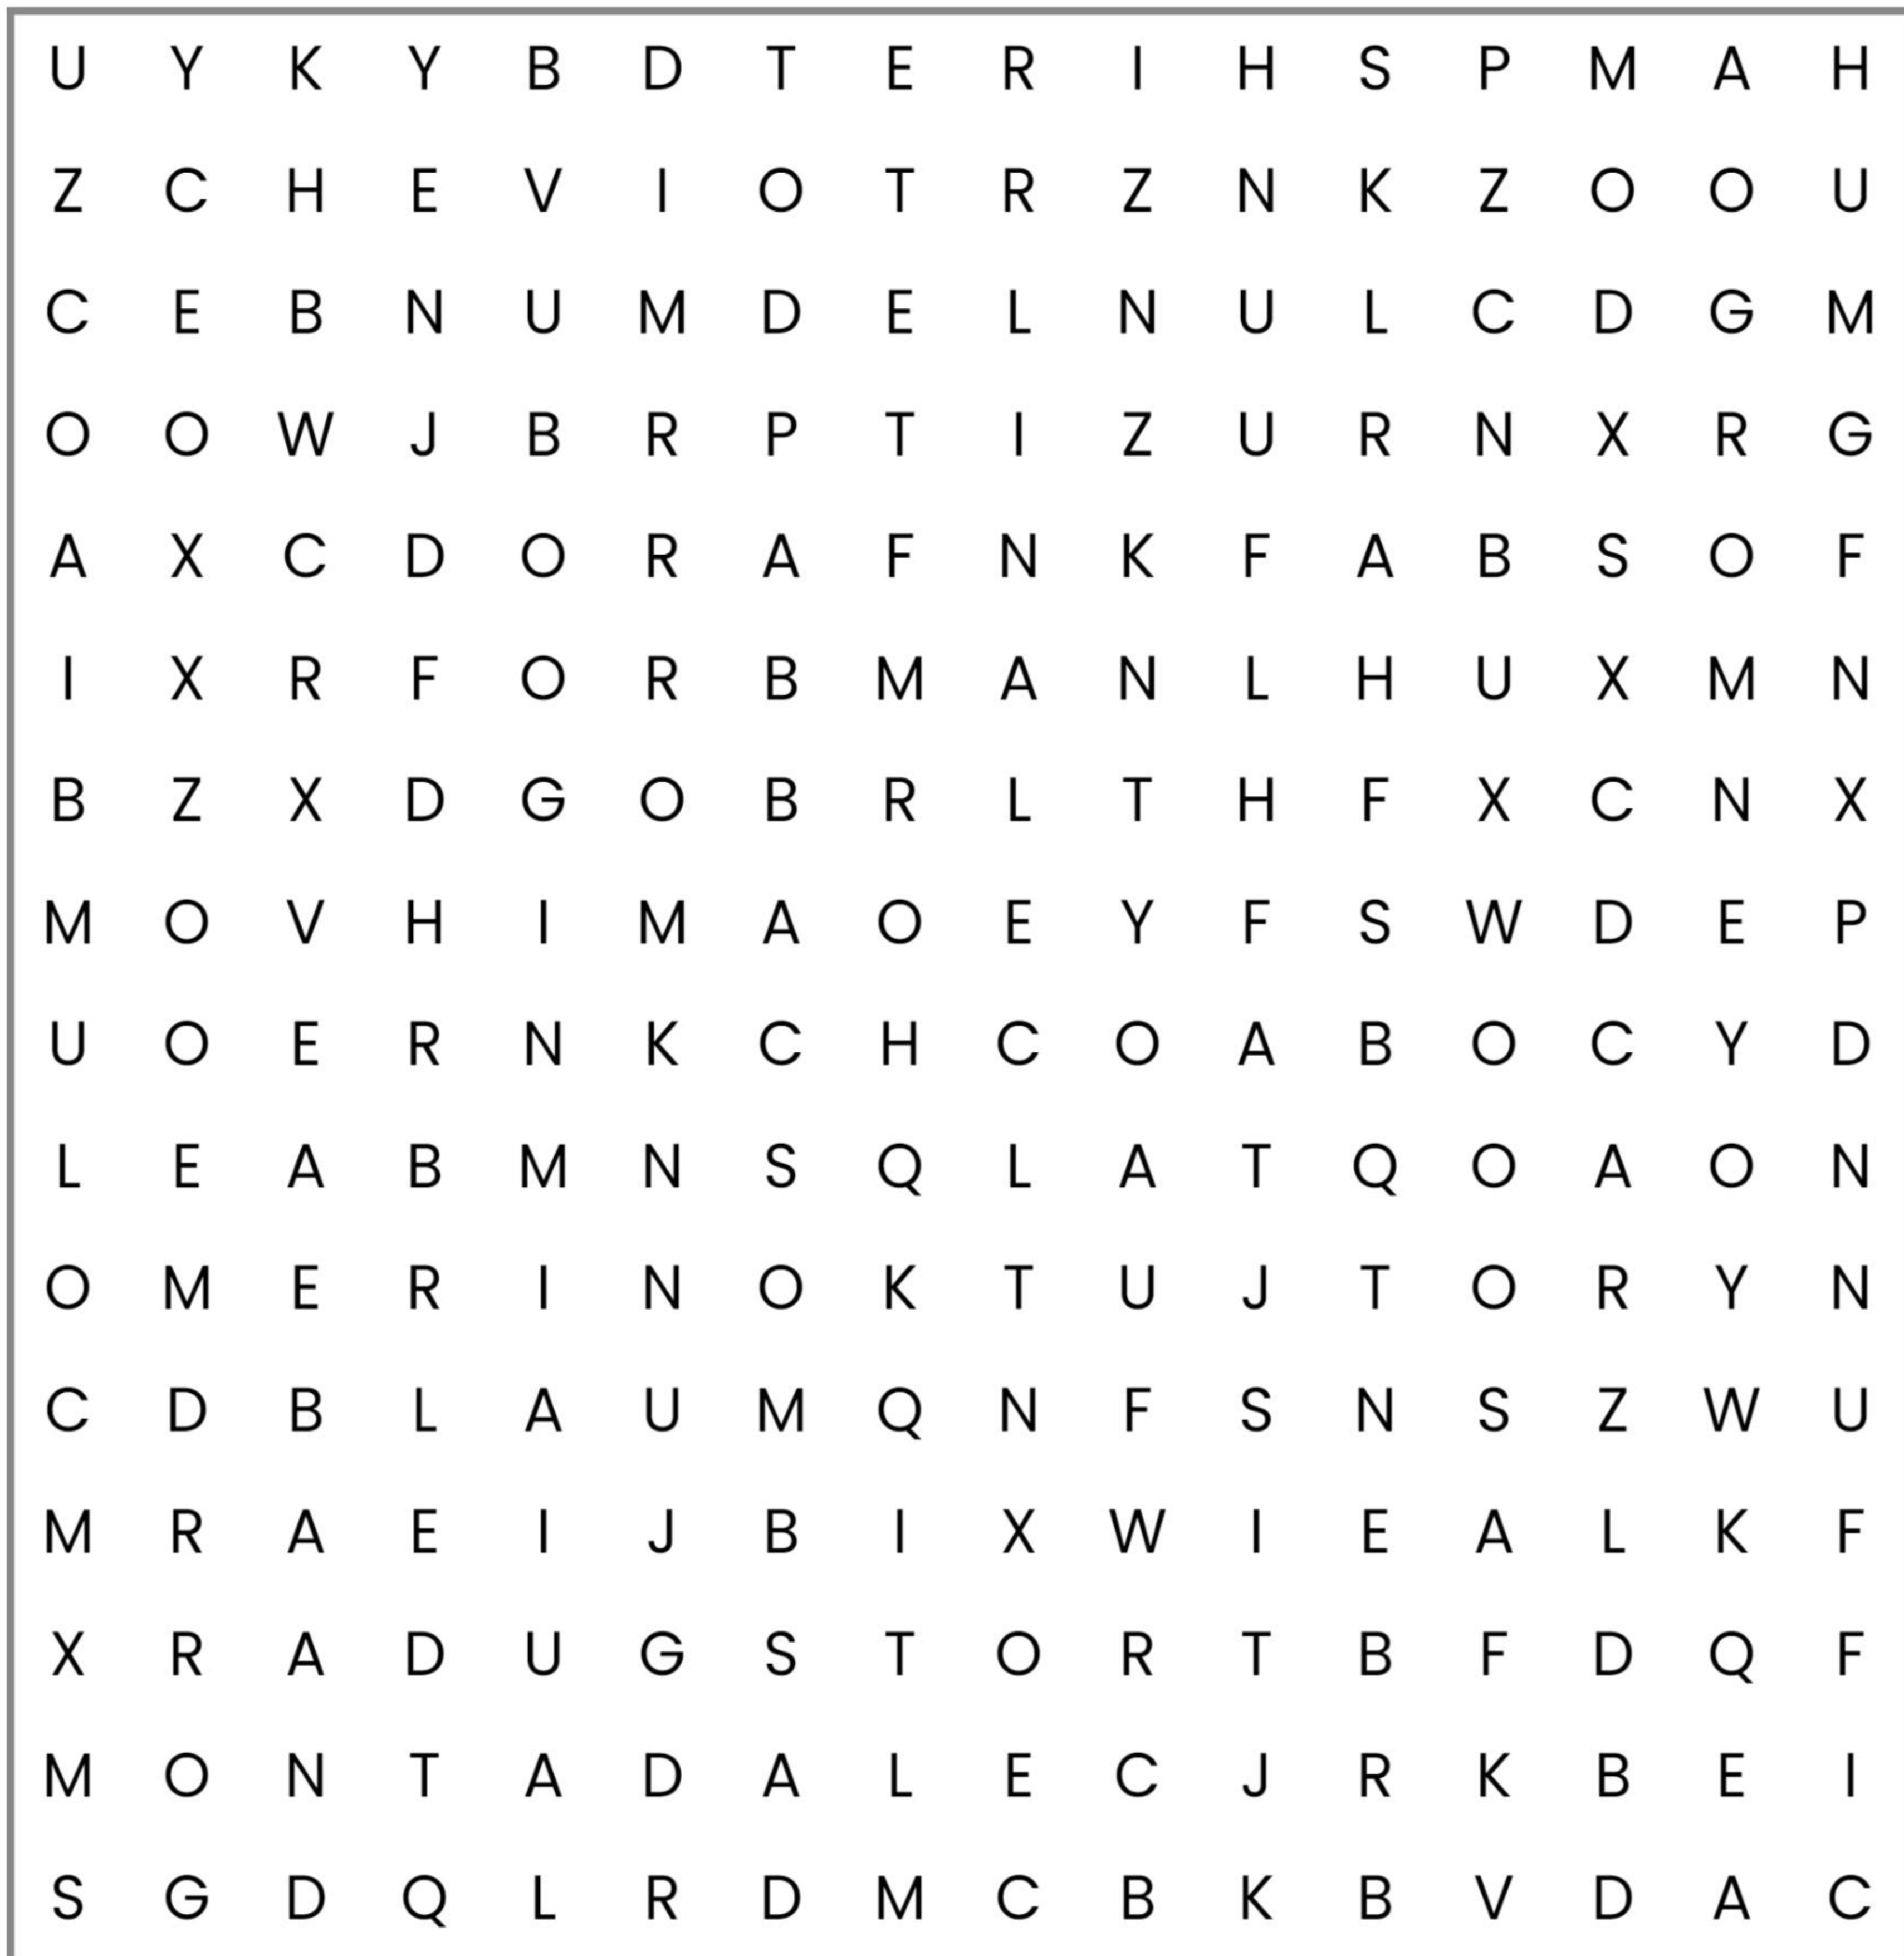 U Y K Y B D T E R I H S P M A H
Z C H E V I O T R Z N K Z O O U
C E B N U M D E L N U L C D G M
O O W J B R P T I Z U R N X R G
A X C D O R A F N K F A B S O F
I X R F O R B M A N L H U X M N
B Z X D G O B R L T H F X C N X
M O V H I M A O E Y F S W D E P
U O E R N K C H C O A B O C Y D
L E A B M N S Q L A T Q O A O N
O M E R I N O K T U J T O R Y N
C D B L A U M Q N F S N S Z W U
M R A E I J B I X W I E A L K F
X R A D U G S T O R T B F D Q F
M O N T A D A L E C J R K B E I
S G D Q L R D M C B K B V D A C